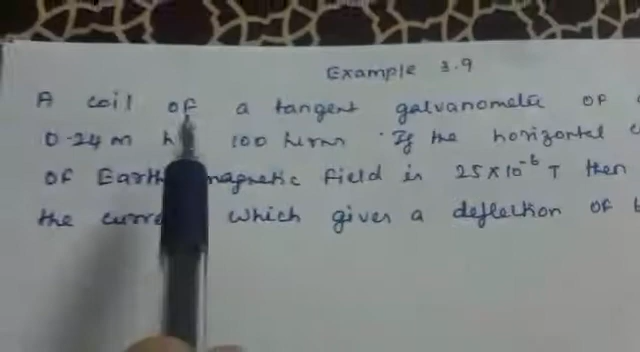 Example 3.9
A coil of a tangent galvanometer of
0.24 m 100 turns. If the horizontal
of Earth magnetic field is 25×10⁻⁶ T then
the which gives a deflection of